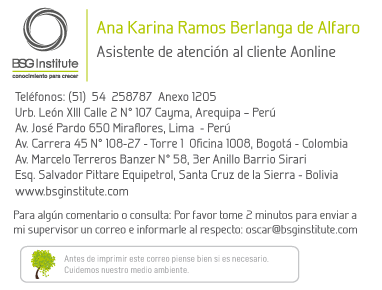 BSG Institute
conocimiento para crecer
Ana Karina Ramos Berlanga de Alfaro
Asistente de atención al cliente Aonline
Teléfonos: (51) 54 258787 Anexo 1205
Urb. León XIII Calle 2 N° 107 Cayma, Arequipa – Perú
Av. José Pardo 650 Miraflores, Lima - Perú
Av. Carrera 45 N° 108-27 - Torre 1 Oficina 1008, Bogotá - Colombia
Av. Marcelo Terreros Banzer N° 58, 3er Anillo Barrio Sirari
Esq. Salvador Pittare Equipetrol, Santa Cruz de la Sierra - Bolivia
www.bsginstitute.com
Para algún comentario o consulta: Por favor tome 2 minutos para enviar a
mi supervisor un correo e informarle al respecto: oscar@bsginstitute.com
Antes de imprimir este correo piense bien si es necesario.
Cuidemos nuestro medio ambiente.